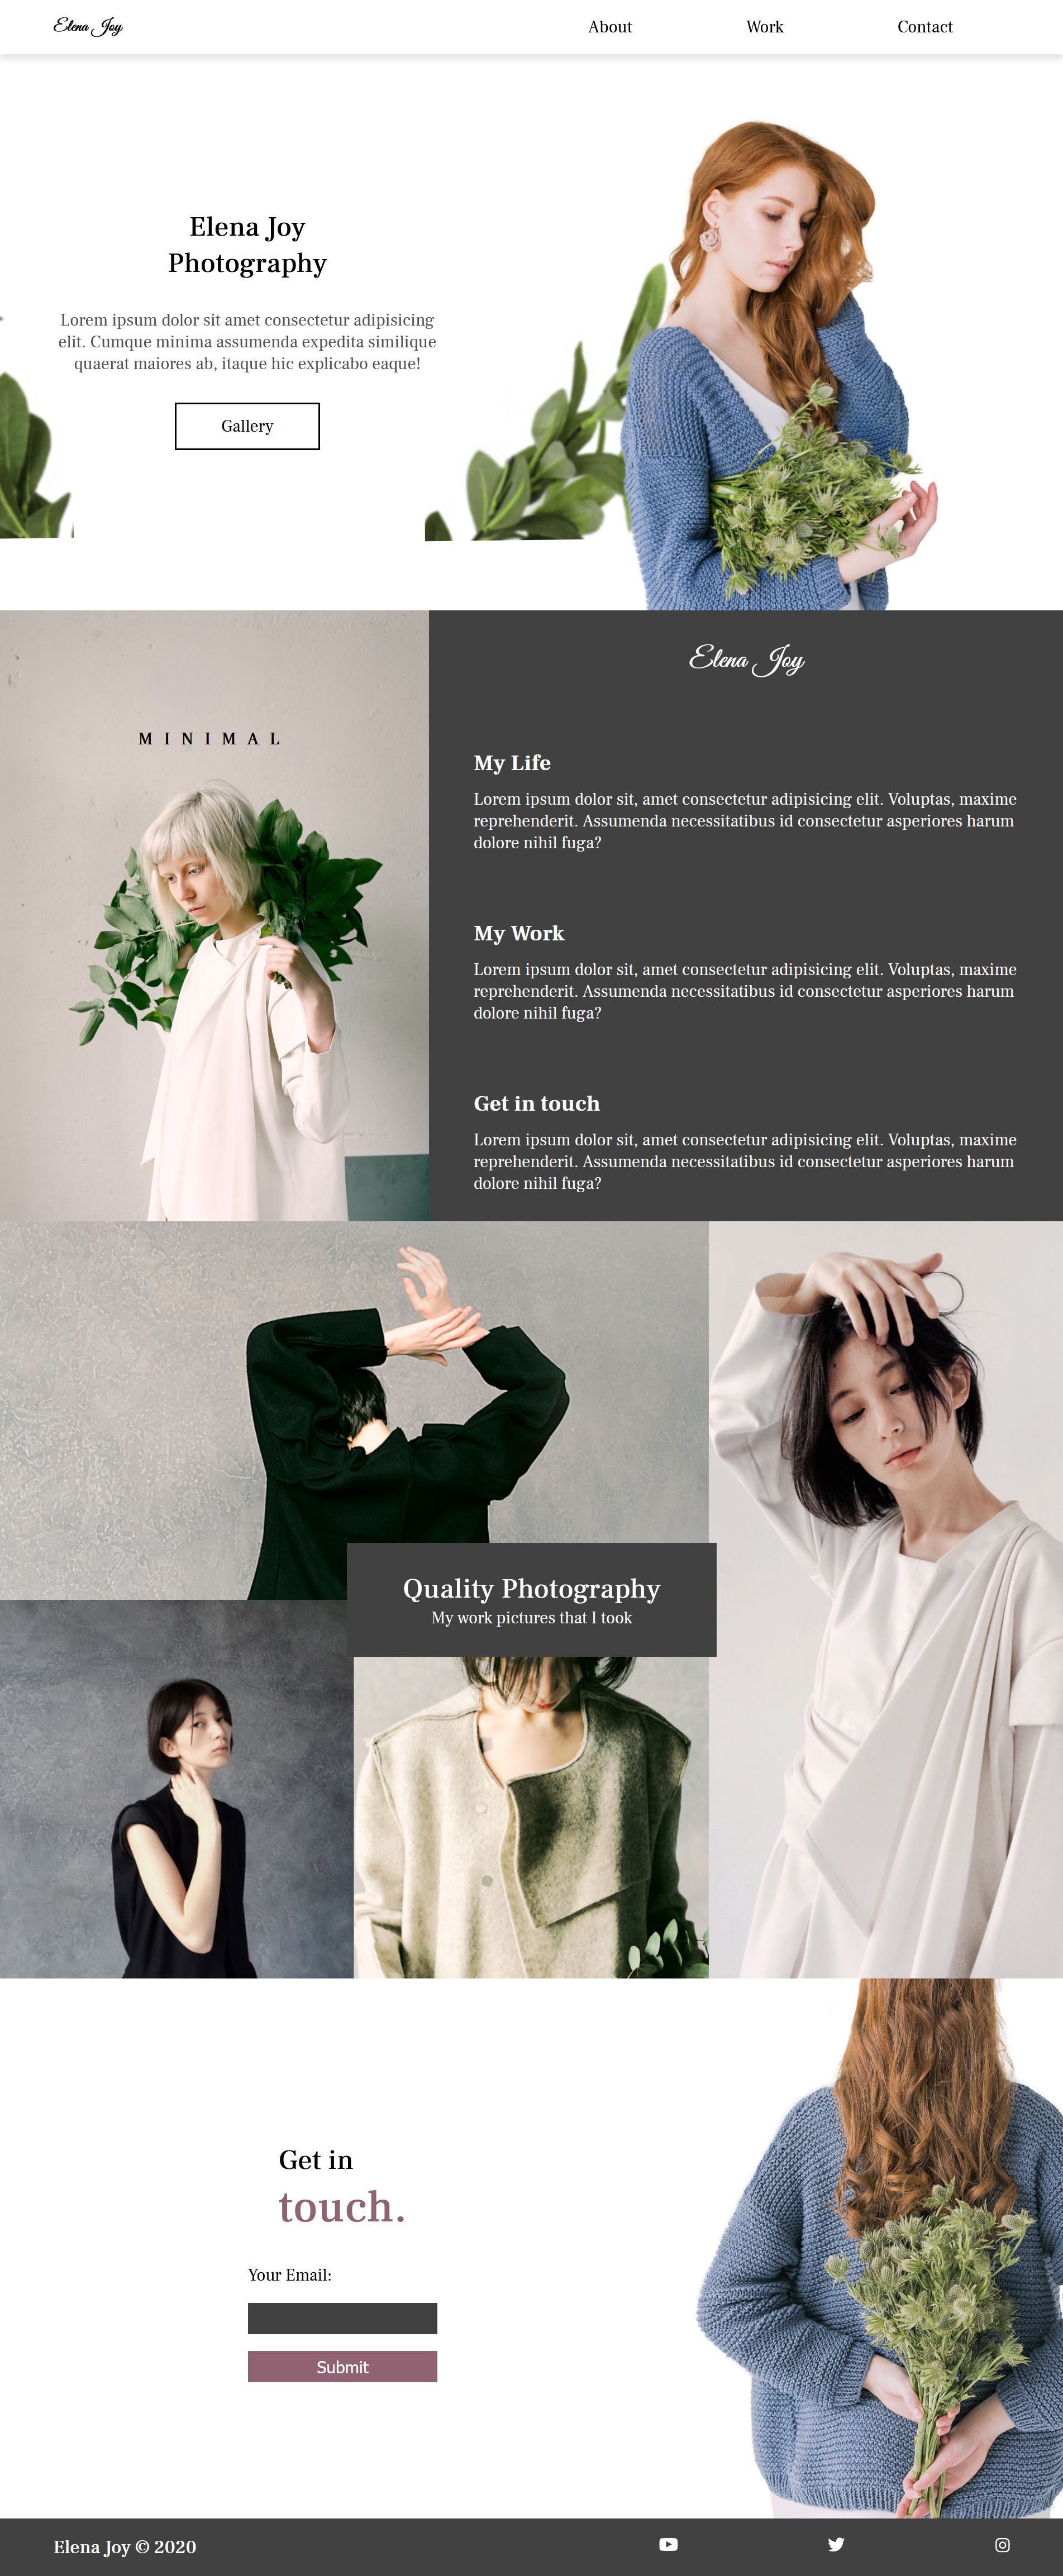 Elena Joy
About
Work
Contact
Elena Joy
Photography
Lorem ipsum dolor sit amet consectetur adipisicing
elit. Cumque minima assumenda expedita similique
quaerat maiores ab, itaque hic explicabo eaque!
Gallery
MINIMAL
Elena Joy
My Life
Lorem ipsum dolor sit, amet consectetur adipisicing elit. Voluptas, maxime
reprehenderit. Assumenda necessitatibus id consectetur asperiores harum
dolore nihil fuga?
My Work
Lorem ipsum dolor sit, amet consectetur adipisicing elit. Voluptas, maxime
reprehenderit. Assumenda necessitatibus id consectetur asperiores harum
dolore nihil fuga?
Get in touch
Lorem ipsum dolor sit, amet consectetur adipisicing elit. Voluptas, maxime
reprehenderit. Assumenda necessitatibus id consectetur asperiores harum
dolore nihil fuga?
Quality Photography
My work pictures that I took
Get in
touch.
Your Email:
Submit
Elena Joy © 2020